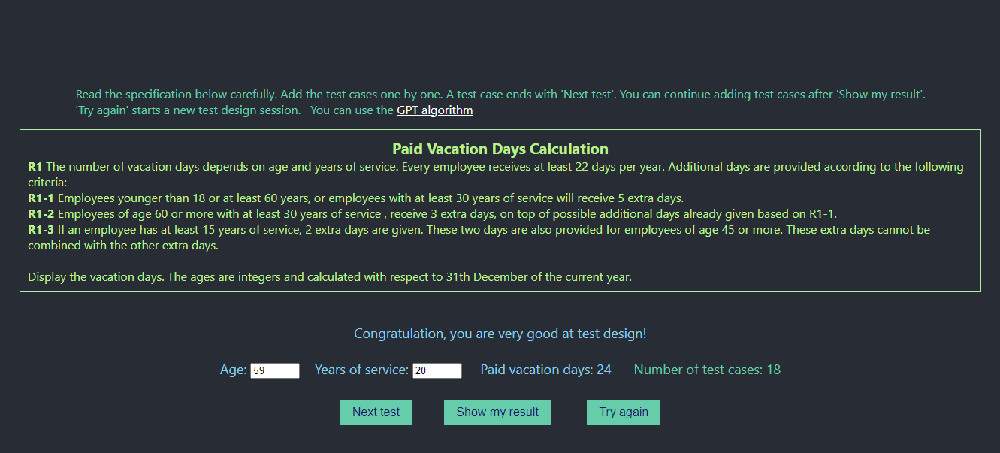 Read the specification below carefully. Add the test cases one by one. A test case ends with 'Next test'. You can continue adding test cases after 'Show my result'.
'Try again' starts a new test design session. You can use the GPT algorithm
Paid Vacation Days Calculation
R1 The number of vacation days depends on age and years of service. Every employee receives at least 22 days per year. Additional days are provided according to the following
criteria:
R1-1 Employees younger than 18 or at least 60 years, or employees with at least 30 years of service will receive 5 extra days.
R1-2 Employees of age 60 or more with at least 30 years of service , receive 3 extra days, on top of possible additional days already given based on R1-1.
R1-3 If an employee has at least 15 years of service, 2 extra days are given. These two days are also provided for employees of age 45 or more. These extra days cannot be
combined with the other extra days.
Display the vacation days. The ages are integers and calculated with respect to 31th December of the current year.
---
Congratulation, you are very good at test design!
Age: 59 Years of service: 20 Paid vacation days: 24 Number of test cases: 18
Next test Show my result Try again